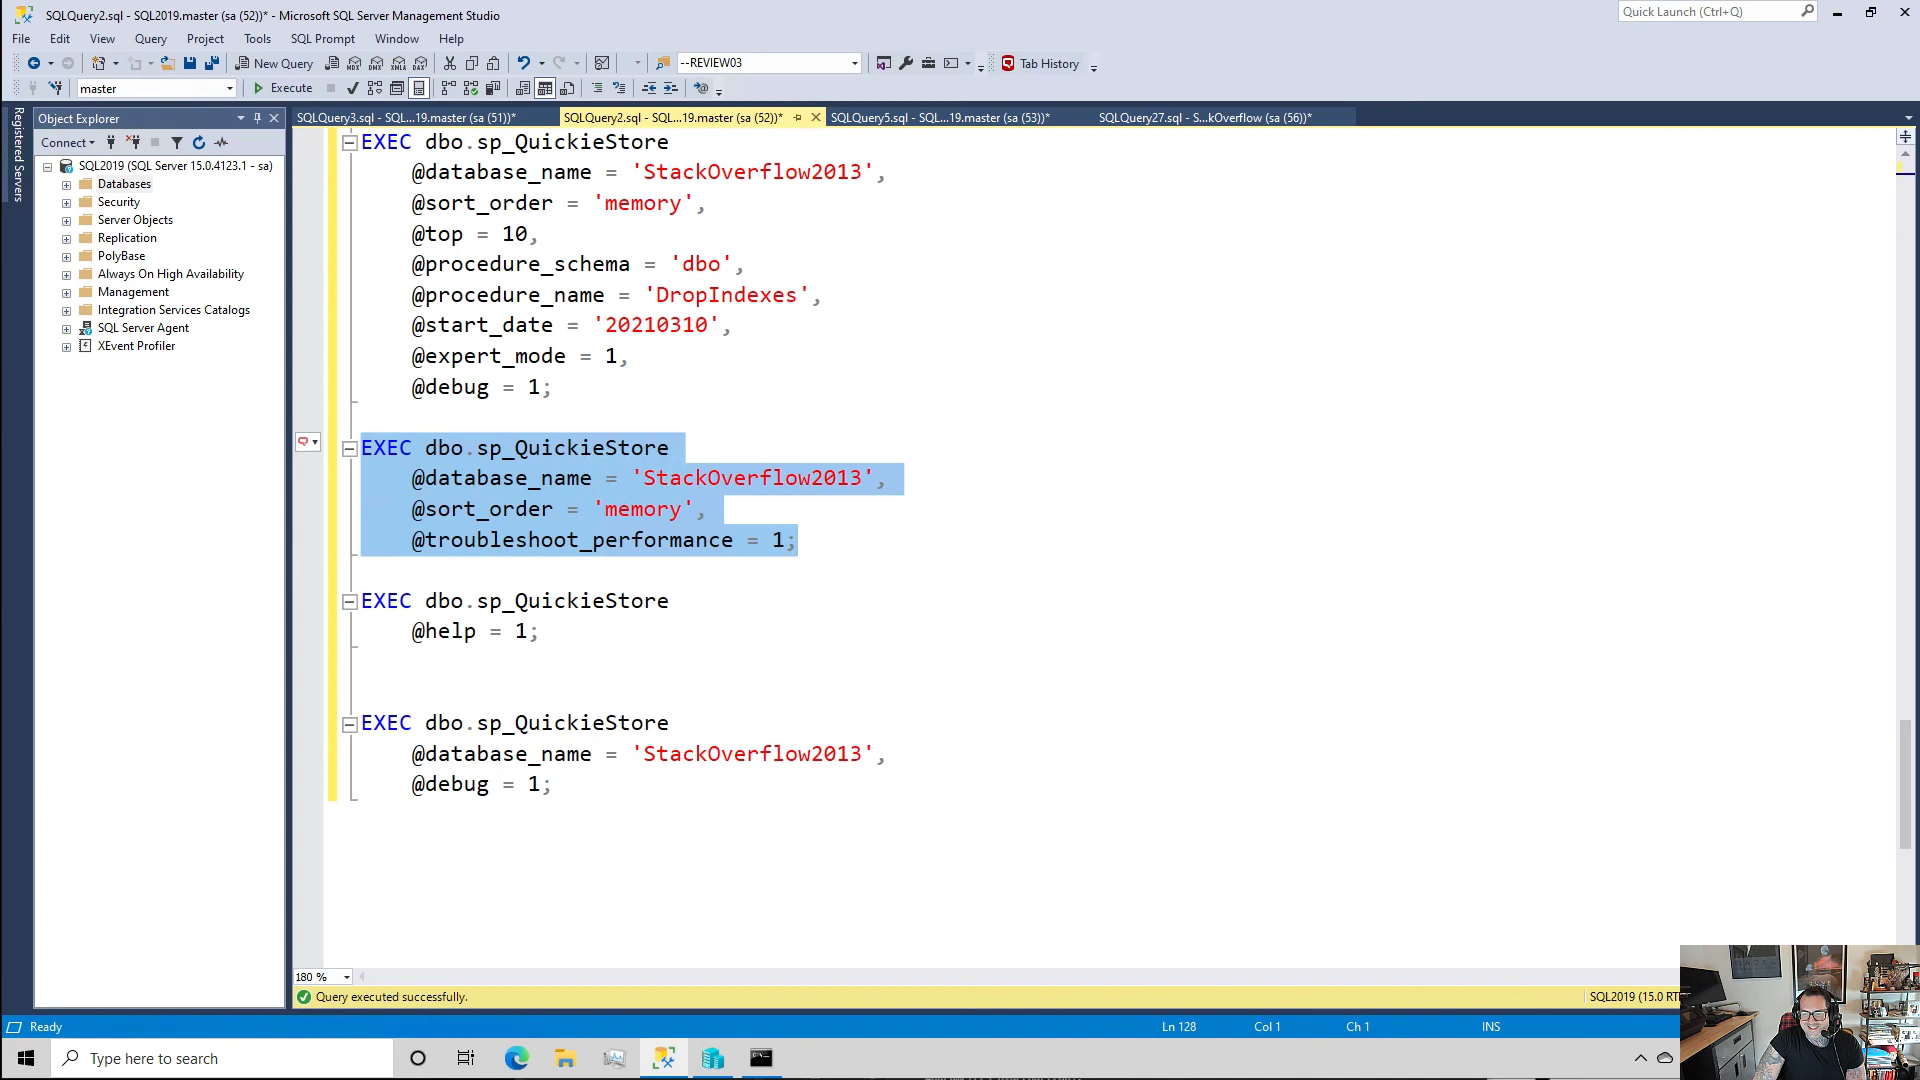 SQLQuery2.sql - SQL2019.master (sa (52))* - Microsoft SQL Server Management Studio
Quick Launch (Ctrl+Q)
File Edit View Query Project Tools SQL Prompt Window Help
New Query
MDX DMX XMLA DAX
--REVIEW03
Tab History
master
Execute
Registered Servers
Object Explorer
SQLQuery3.sql - SQL...19.master (sa (51))*
SQLQuery2.sql - SQL...19.master (sa (52))*
SQLQuery5.sql - SQL...19.master (sa (53))*
SQLQuery27.sql - S...kOverflow (sa (56))*
Connect
SQL2019 (SQL Server 15.0.4123.1 - sa)
Databases
Security
Server Objects
Replication
PolyBase
Always On High Availability
Management
Integration Services Catalogs
SQL Server Agent
XEvent Profiler
EXEC dbo.sp_QuickieStore
@database_name = 'StackOverflow2013',
@sort_order = 'memory',
@top = 10,
@procedure_schema = 'dbo',
@procedure_name = 'DropIndexes',
@start_date = '20210310',
@expert_mode = 1,
@debug = 1;
EXEC dbo.sp_QuickieStore
@database_name = 'StackOverflow2013',
@sort_order = 'memory',
@troubleshoot_performance = 1;
EXEC dbo.sp_QuickieStore
@help = 1;
EXEC dbo.sp_QuickieStore
@database_name = 'StackOverflow2013',
@debug = 1;
180 %
Query executed successfully.
SQL2019 (15.0
Ready
Ln 128
Col 1
Ch 1
INS
Type here to search